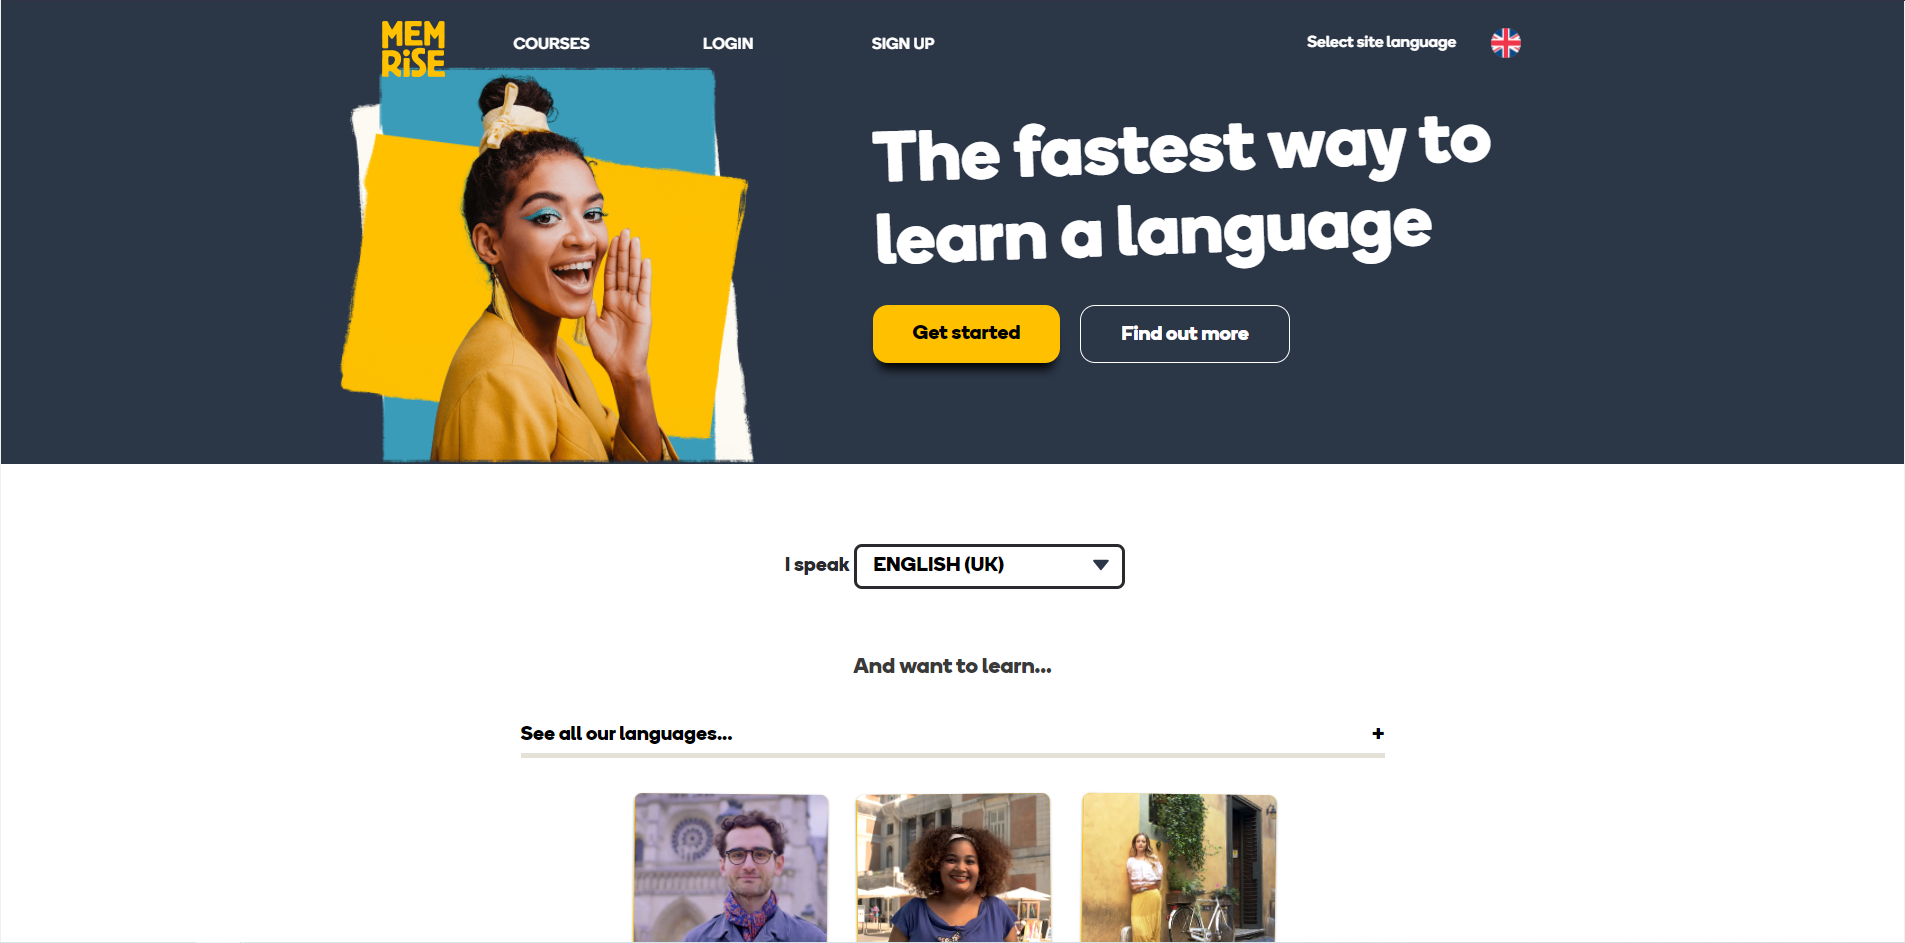 MEM
RiSE
COURSES
LOGIN
SIGN UP
Select site language
The fastest way to
learn a language
Get started
Find out more
I speak
ENGLISH (UK)
And want to learn...
See all our languages...
+